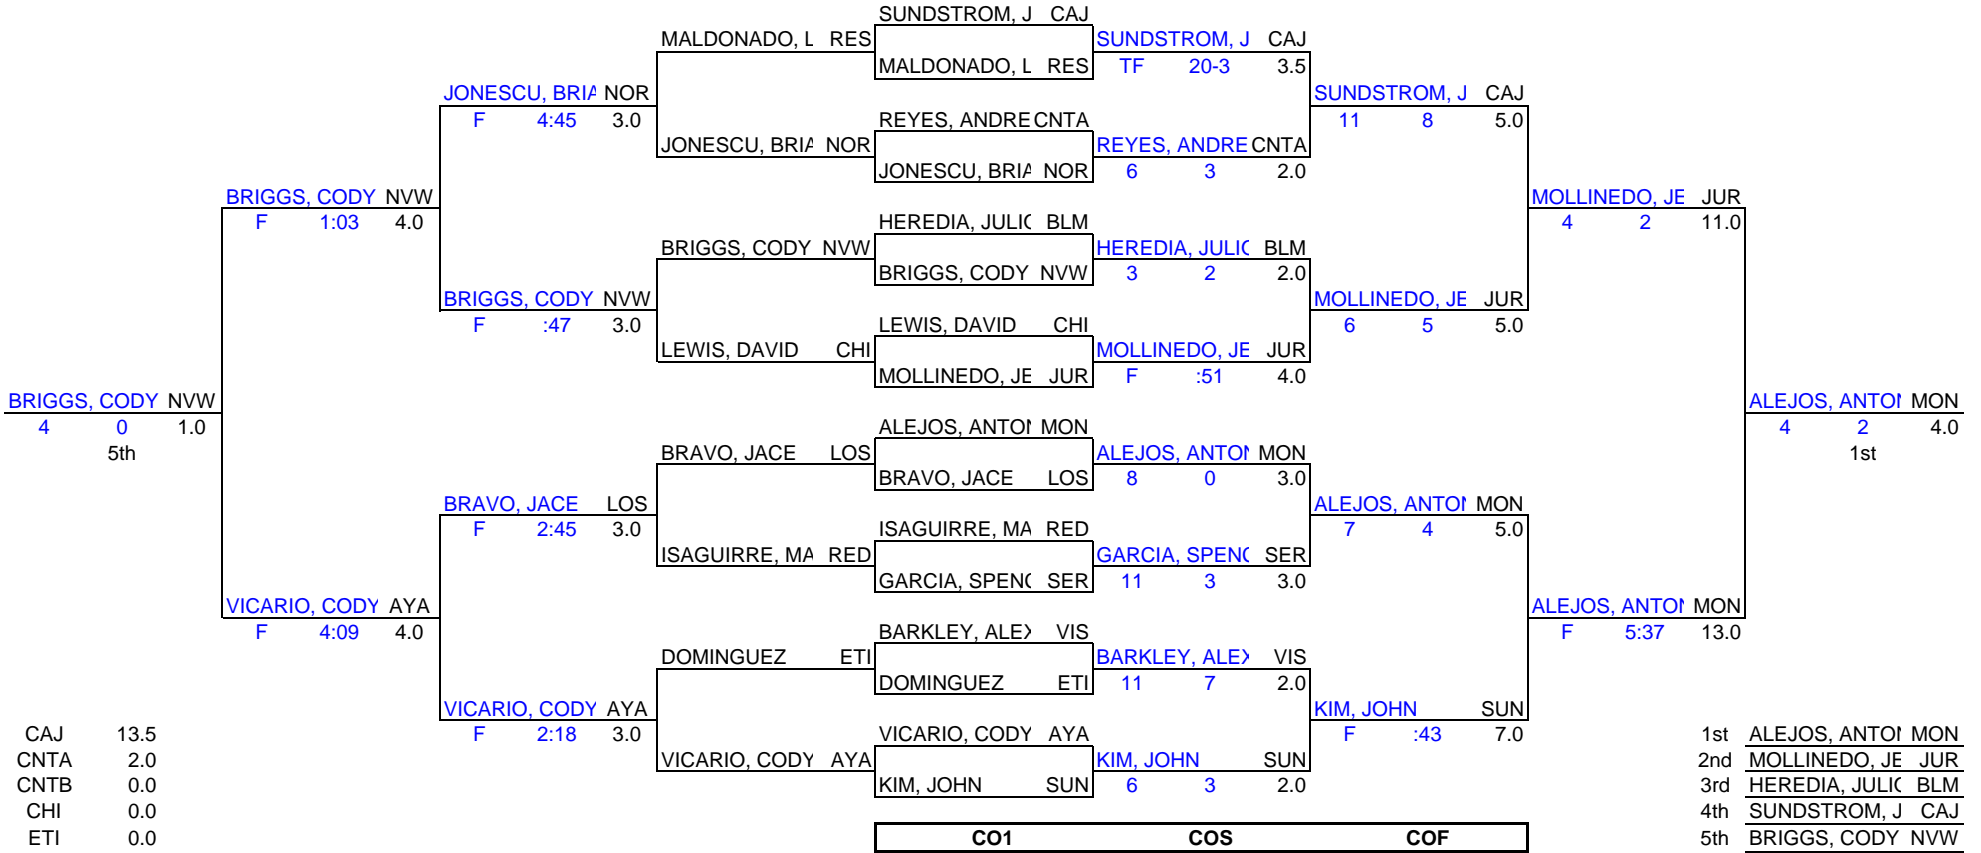 SUNDSTROM, J CAJ
MALDONADO, L RES SUNDSTROM, J CAJ
MALDONADO, L RES TF 20-3 3.5
JONESCU, BRIA NOR SUNDSTROM, J CAJ
F 4:45 3.0 REYES, ANDRE CNTA 11 8 5.0
JONESCU, BRIA NOR REYES, ANDRE CNTA
JONESCU, BRIA NOR 6 3 2.0
BRIGGS, CODY NVW MOLLINEDO, JE JUR
F 1:03 4.0 HEREDIA, JULIC BLM 4 2 11.0
BRIGGS, CODY NVW HEREDIA, JULIC BLM
BRIGGS, CODY NVW 3 2 2.0
BRIGGS, CODY NVW MOLLINEDO, JE JUR
F :47 3.0 LEWIS, DAVID CHI 6 5 5.0
LEWIS, DAVID CHI MOLLINEDO, JE JUR
MOLLINEDO, JE JUR F :51 4.0
BRIGGS, CODY NVW ALEJOS, ANTON MON
4 0 1.0 ALEJOS, ANTON MON 4 2 4.0
5th BRAVO, JACE LOS ALEJOS, ANTON MON 1st
BRAVO, JACE LOS 8 0 3.0
BRAVO, JACE LOS ALEJOS, ANTON MON
F 2:45 3.0 ISAGUIRRE, MA RED 7 4 5.0
ISAGUIRRE, MA RED GARCIA, SPENC SER
GARCIA, SPENC SER 11 3 3.0
VICARIO, CODY AYA ALEJOS, ANTON MON
F 4:09 4.0 BARKLEY, ALEX VIS F 5:37 13.0
DOMINGUEZ ETI BARKLEY, ALEX VIS
DOMINGUEZ ETI 11 7 2.0
VICARIO, CODY AYA KIM, JOHN SUN
CAJ 13.5 F 2:18 3.0 VICARIO, CODY AYA F :43 7.0 1st ALEJOS, ANTON MON
CNTA 2.0 VICARIO, CODY AYA KIM, JOHN SUN 2nd MOLLINEDO, JE JUR
CNTB 0.0 KIM, JOHN SUN 6 3 2.0 3rd HEREDIA, JULIC BLM
CHI 0.0 4th SUNDSTROM, J CAJ
ETI 0.0 CO1 COS COF 5th BRIGGS, CODY NVW